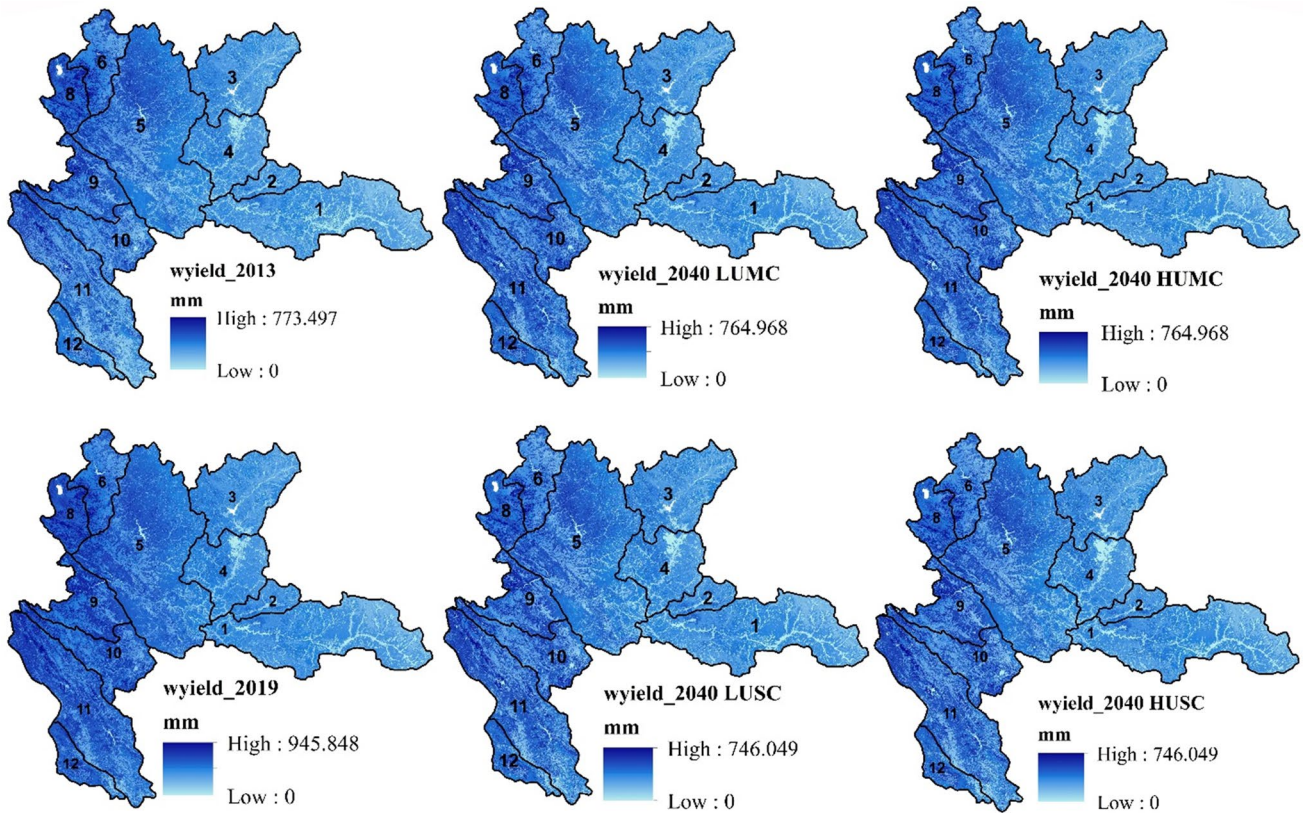 6
3
8
5
4
9
2
1
10
11
12
wyield_2013
mm
High : 773.497
Low : 0
6
3
8
5
4
9
2
1
10
11
12
wyield_2040 LUMC
mm
High : 764.968
Low : 0
6
3
8
5
4
9
2
1
10
11
12
wyield_2040 HUMC
mm
High : 764.968
Low : 0
6
3
8
5
4
9
2
1
10
11
12
wyield_2019
mm
High : 945.848
Low : 0
6
3
8
5
4
9
2
1
10
11
12
wyield_2040 LUSC
mm
High : 746.049
Low : 0
6
3
8
5
4
9
2
1
10
11
12
wyield_2040 HUSC
mm
High : 746.049
Low : 0